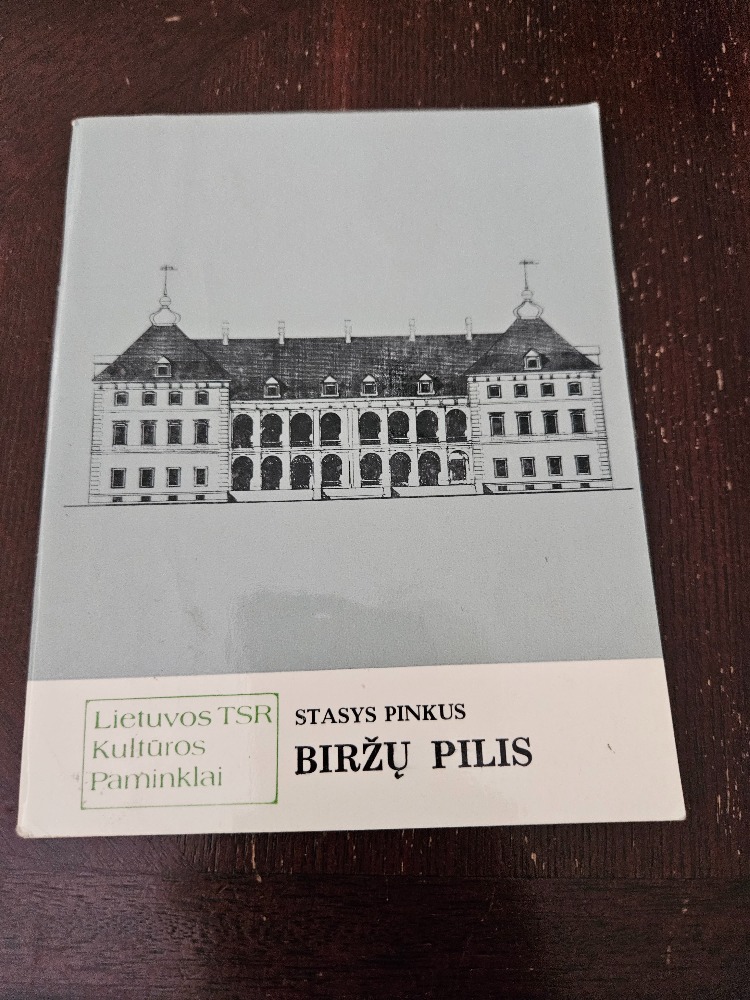 Lietuvos TSR
Kultūros
Paminklai
STASYS PINKUS
BIRŽŲ PILIS